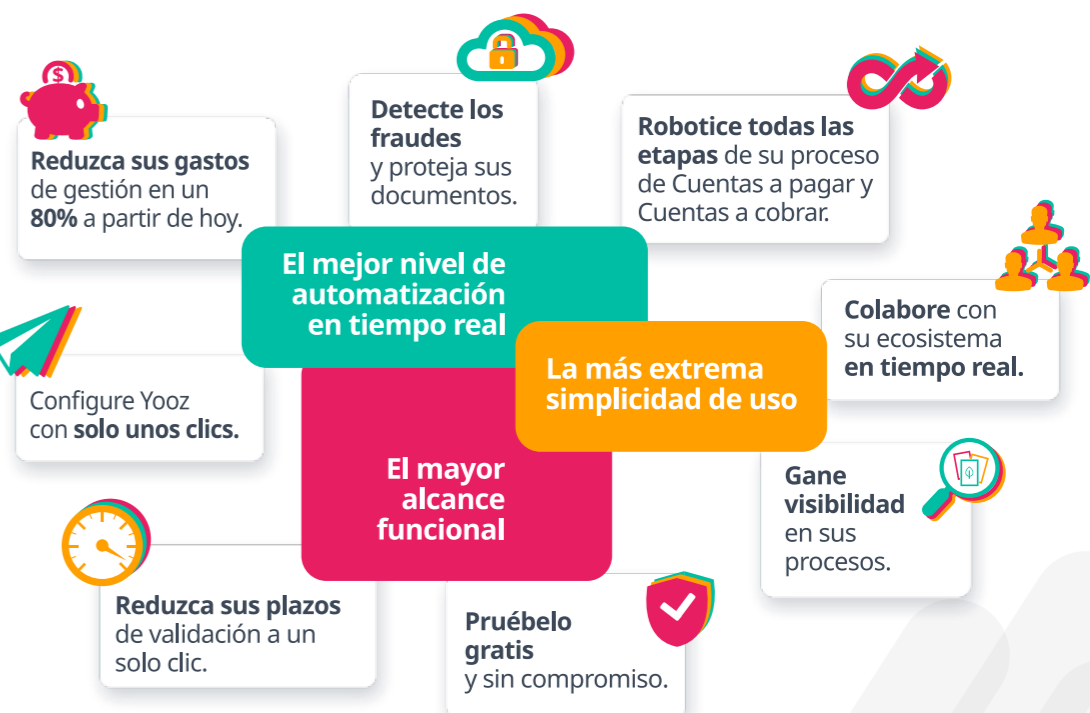 $
Reduzca sus gastos
de gestión en un
80% a partir de hoy.
Detecte los
fraudes
y proteja sus
documentos.
Robotice todas las
etapas de su proceso
de Cuentas a pagar y
Cuentas a cobrar.
El mejor nivel de
automatización
en tiempo real
Colabore con
su ecosistema
en tiempo real.
La más extrema
simplicidad de uso
Configure Yooz
con solo unos clics.
El mayor
alcance
funcional
Gane
visibilidad
en sus
procesos.
Reduzca sus plazos
de validación a un
solo clic.
Pruébelo
gratis
y sin compromiso.